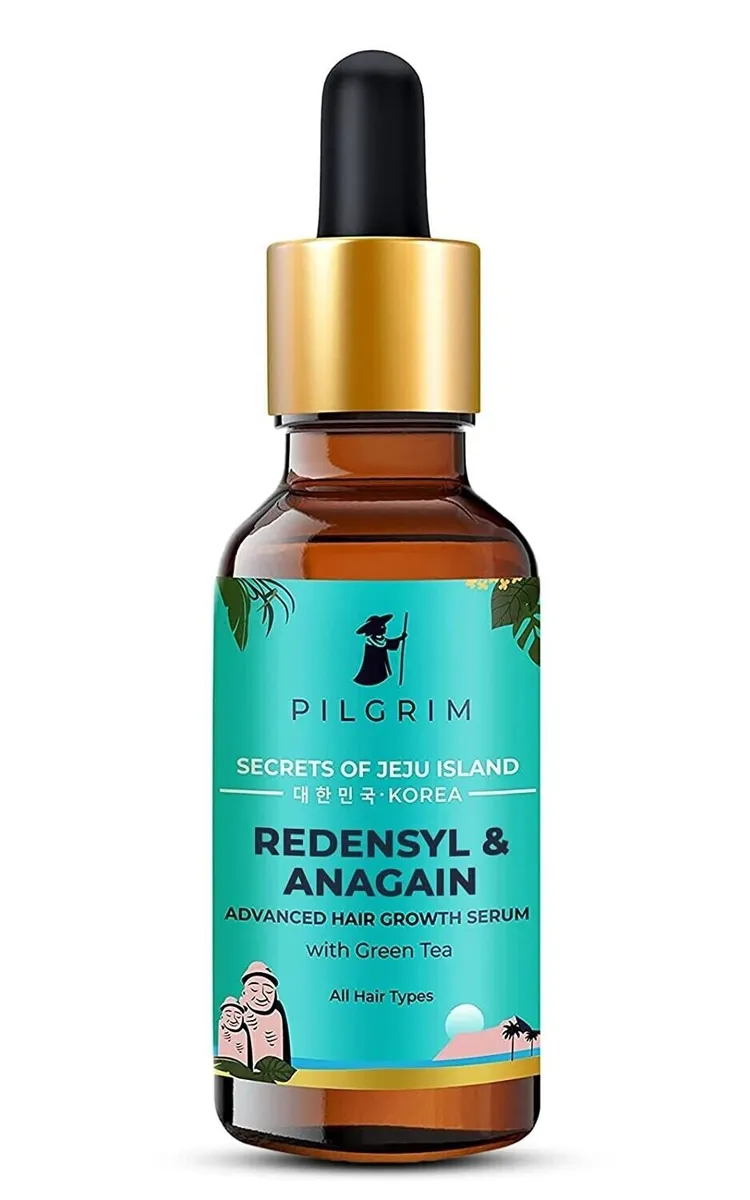 PILGRIM
SECRETS OF JEJU ISLAND
대한민국·KOREA
REDENSYL &
ANAGAIN
ADVANCED HAIR GROWTH SERUM
with Green Tea
All Hair Types